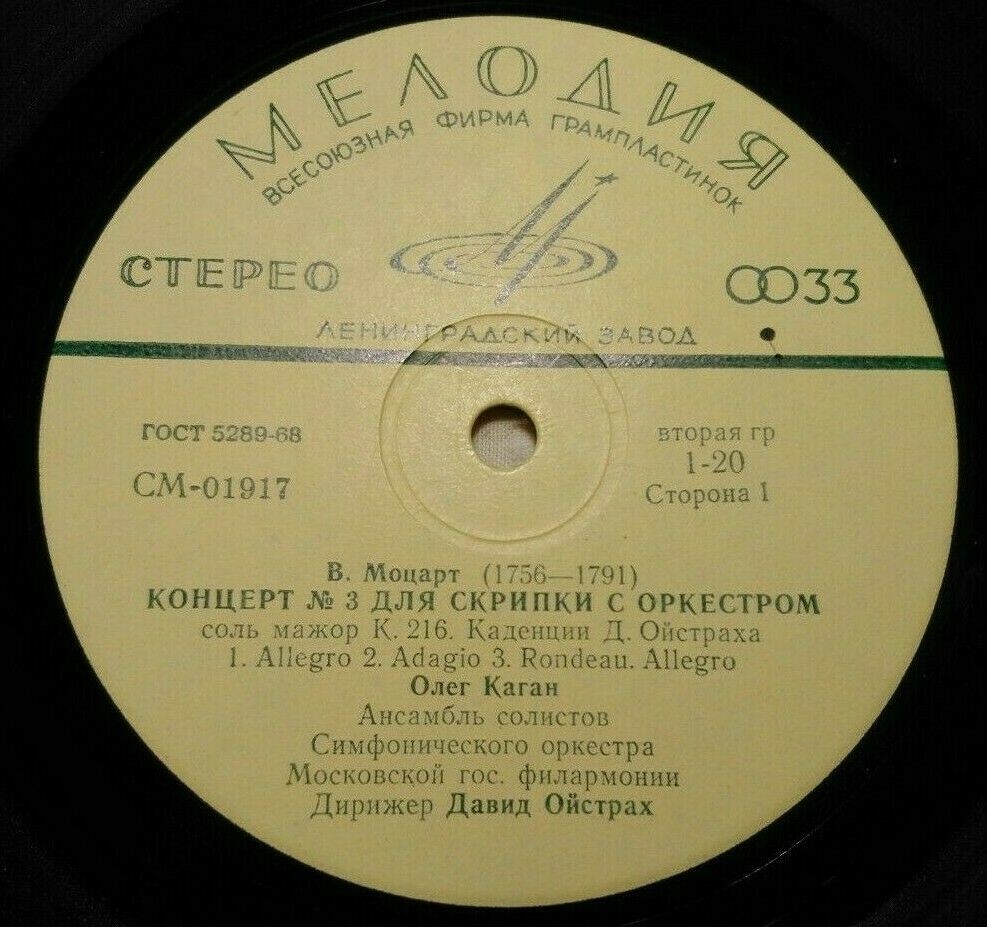 МЕЛОДИЯ
ВСЕСОЮЗНАЯ ФИРМА ГРАМПЛАСТИНОК
СТЕРЕО
33
ЛЕНИНГРАДСКИЙ ЗАВОД
ГОСТ 5289-68
СМ-01917
вторая гр
1-20
Сторона 1
В. Моцарт (1756—1791)
КОНЦЕРТ № 3 ДЛЯ СКРИПКИ С ОРКЕСТРОМ
соль мажор К. 216. Каденции Д. Ойстраха
1. Allegro 2. Adagio 3. Rondeau. Allegro
Олег Каган
Ансамбль солистов
Симфонического оркестра
Московской гос. филармонии
Дирижер Давид Ойстрах